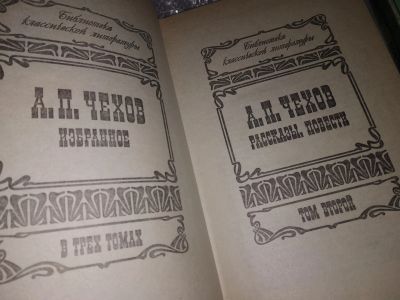 Библиотека
классической литературы
А.П. ЧЕХОВ
ИЗБРАННОЕ
В ТРЕХ ТОМАХ
Библиотека
классической литературы
А.П. ЧЕХОВ
РАССКАЗЫ, ПОВЕСТИ
ТОМ ВТОРОЙ